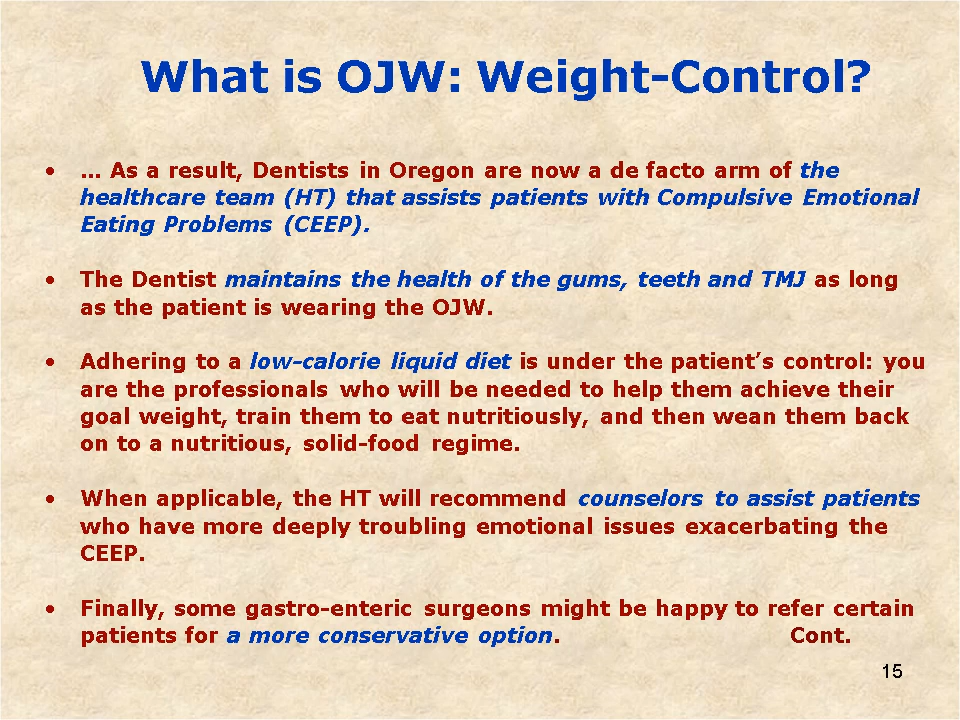 What is OJW: Weight-Control?
• ... As a result, Dentists in Oregon are now a de facto arm of the
healthcare team (HT) that assists patients with Compulsive Emotional
Eating Problems (CEEP).
• The Dentist maintains the health of the gums, teeth and TMJ as long
as the patient is wearing the OJW.
• Adhering to a low-calorie liquid diet is under the patient’s control: you
are the professionals who will be needed to help them achieve their
goal weight, train them to eat nutritiously, and then wean them back
on to a nutritious, solid-food regime.
• When applicable, the HT will recommend counselors to assist patients
who have more deeply troubling emotional issues exacerbating the
CEEP.
• Finally, some gastro-enteric surgeons might be happy to refer certain
patients for a more conservative option. Cont.
15